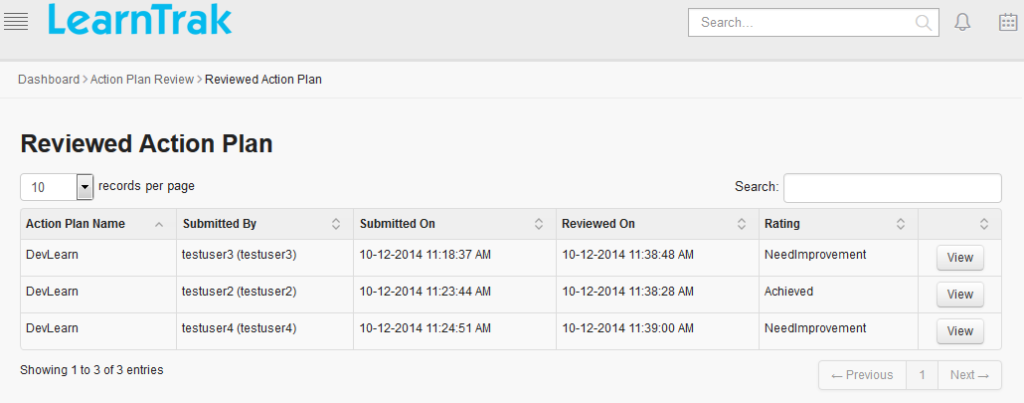 LearnTrak
Search...
Dashboard > Action Plan Review > Reviewed Action Plan
Reviewed Action Plan
10 records per page Search:
Action Plan Name Submitted By Submitted On Reviewed On Rating
DevLearn testuser3 (testuser3) 10-12-2014 11:18:37 AM 10-12-2014 11:38:48 AM NeedImprovement View
DevLearn testuser2 (testuser2) 10-12-2014 11:23:44 AM 10-12-2014 11:38:28 AM Achieved View
DevLearn testuser4 (testuser4) 10-12-2014 11:24:51 AM 10-12-2014 11:39:00 AM NeedImprovement View
Showing 1 to 3 of 3 entries
← Previous 1 Next →